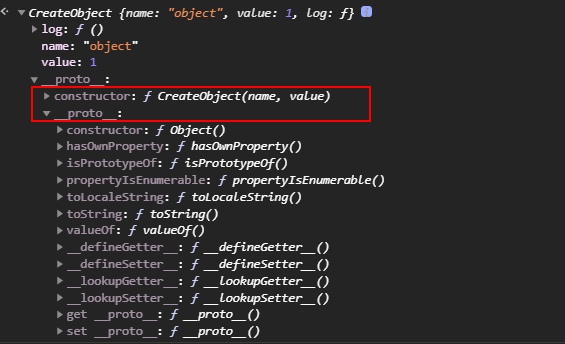 CreateObject {name: "object", value: 1, log: ƒ} i
log: ƒ ()
name: "object"
value: 1
__proto__:
constructor: ƒ CreateObject(name, value)
__proto__:
constructor: ƒ Object()
hasOwnProperty: ƒ hasOwnProperty()
isPrototypeOf: ƒ isPrototypeOf()
propertyIsEnumerable: ƒ propertyIsEnumerable()
toLocaleString: ƒ toLocaleString()
toString: ƒ toString()
valueOf: ƒ valueOf()
__defineGetter__: ƒ __defineGetter__()
__defineSetter__: ƒ __defineSetter__()
__lookupGetter__: ƒ __lookupGetter__()
__lookupSetter__: ƒ __lookupSetter__()
get __proto__: ƒ __proto__()
set __proto__: ƒ __proto__()